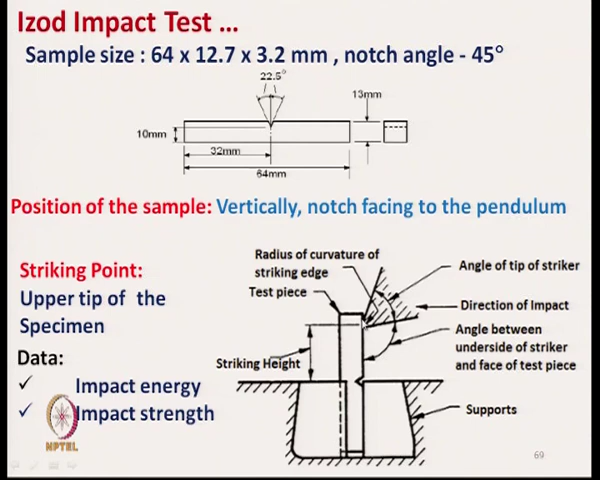 Izod Impact Test ...
Sample size : 64 x 12.7 x 3.2 mm , notch angle - 45°
22.5°
13mm
10mm
32mm
64mm
Position of the sample: Vertically, notch facing to the pendulum
Striking Point:
Upper tip of the
Specimen
Data:
✓ Impact energy
✓ Impact strength
NPTEL
Radius of curvature of
striking edge
Test piece
Angle of tip of striker
Direction of Impact
Angle between
underside of striker
and face of test piece
Striking Height
Supports
69